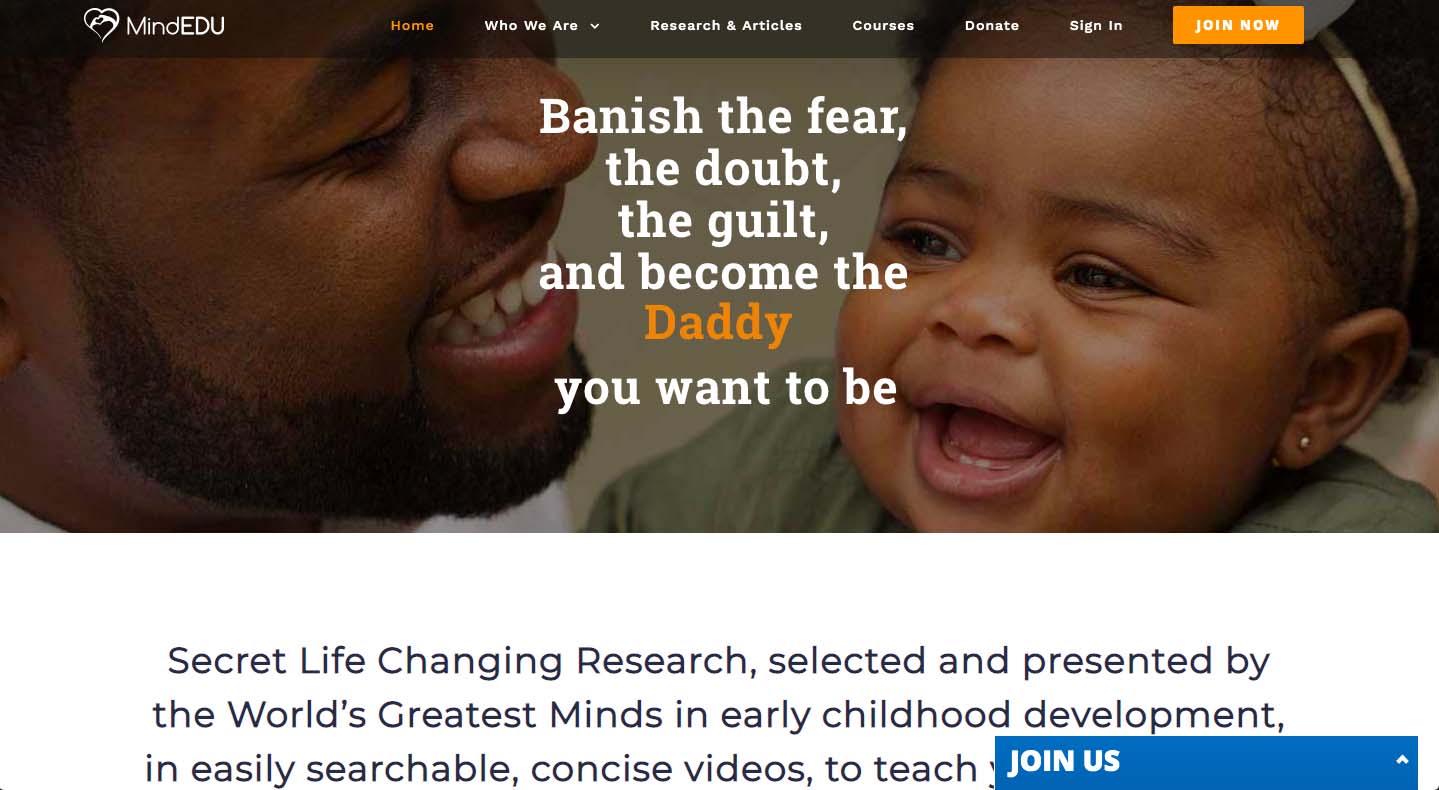 MindEDU
Home
Who We Are
Research & Articles
Courses
Donate
Sign In
JOIN NOW
Banish the fear,
the doubt,
the guilt,
and become the
Daddy
you want to be
Secret Life Changing Research, selected and presented by
the World's Greatest Minds in early childhood development,
in easily searchable, concise videos, to teach
JOIN US